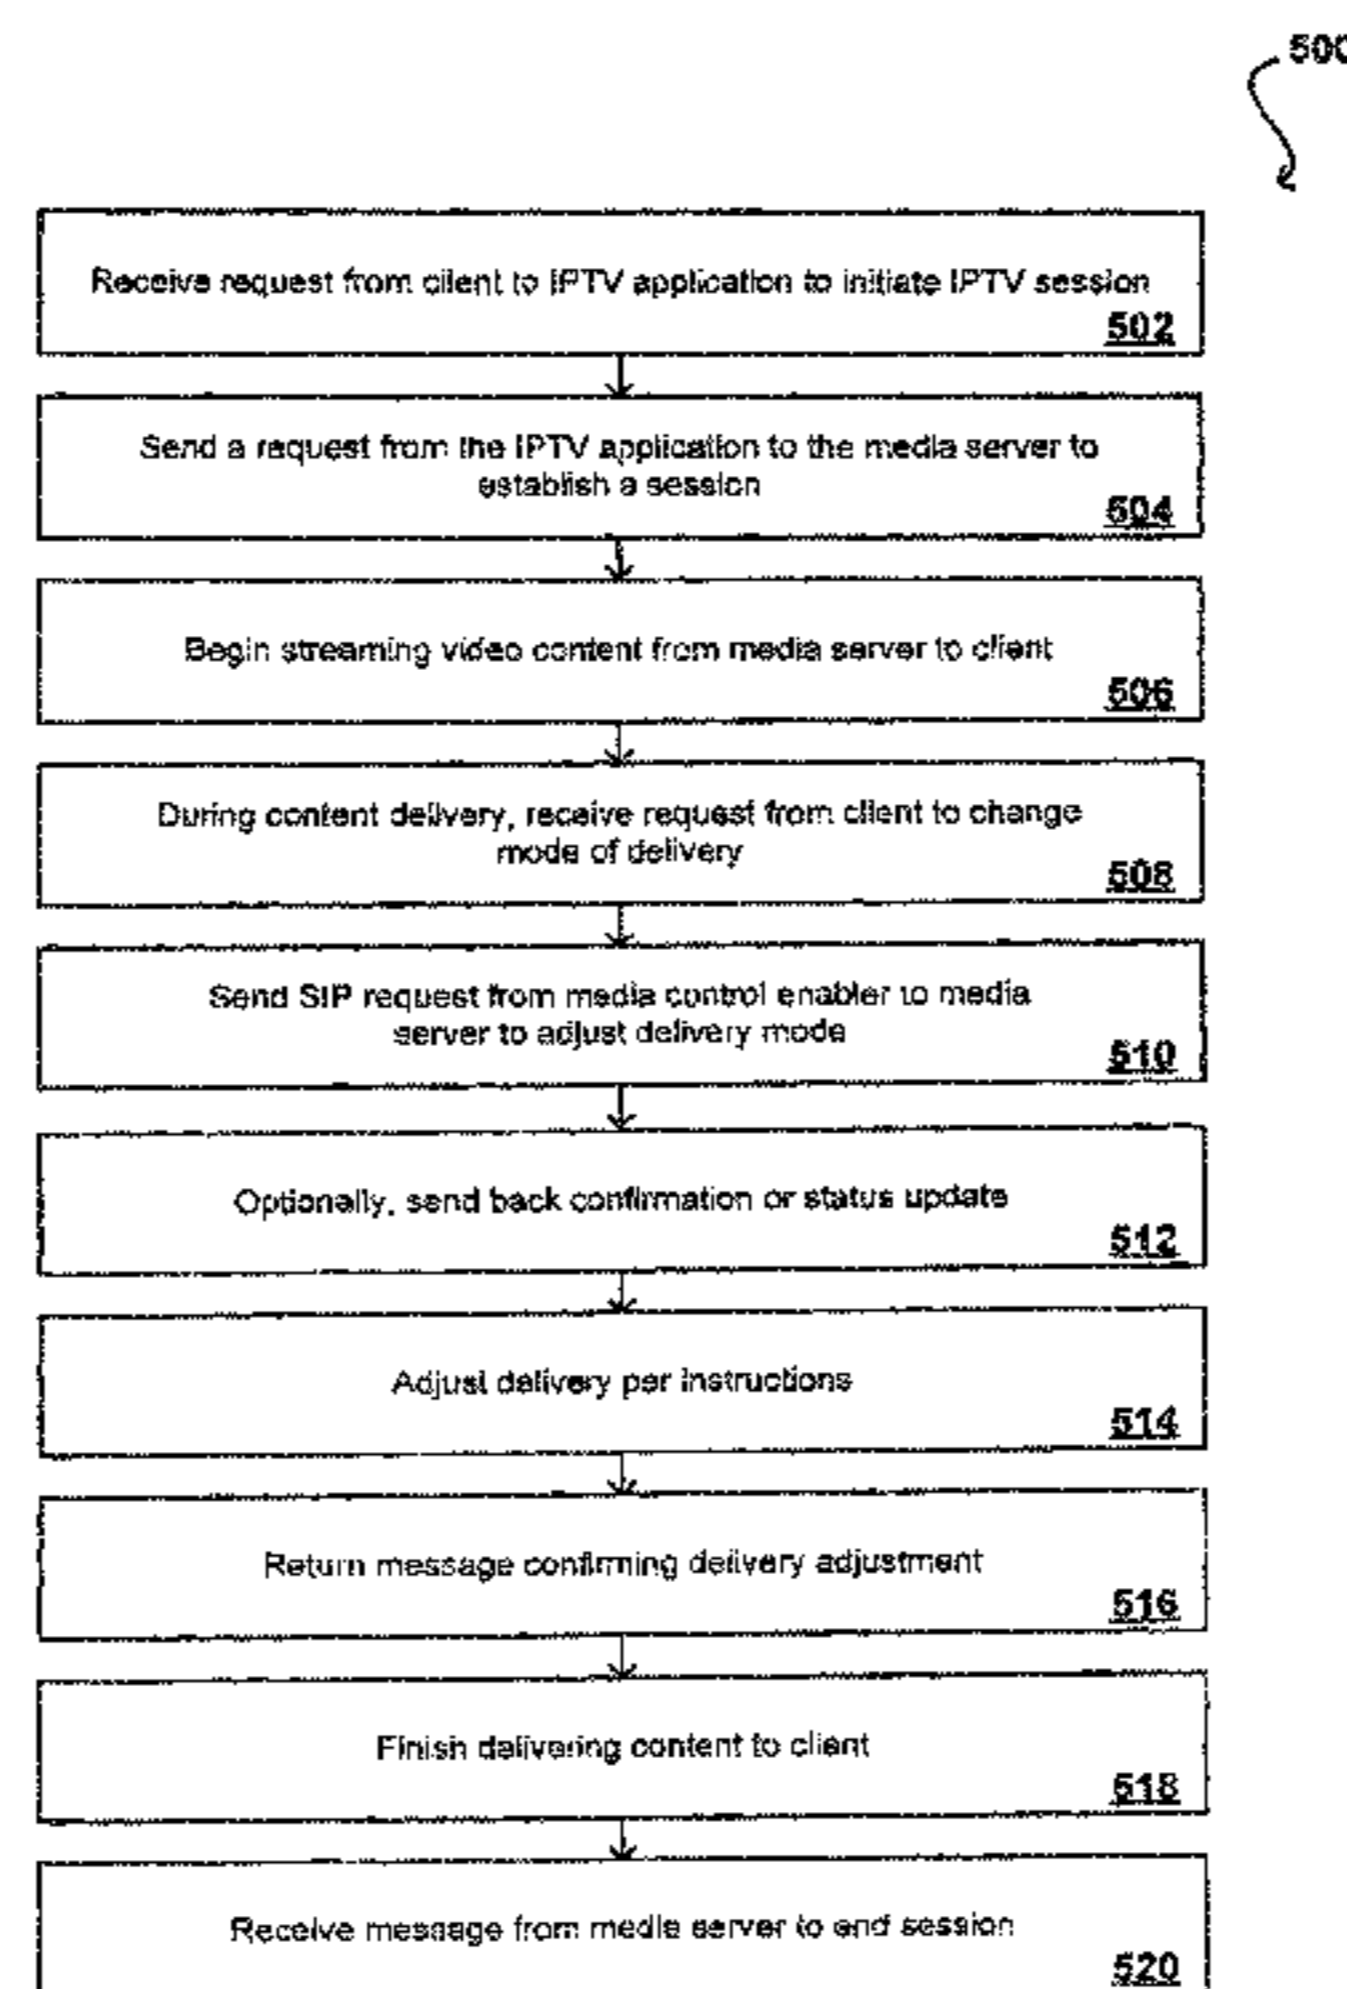 500
Receive request from client to IPTV application to initiate IPTV session
502
Send a request from the IPTV application to the media server to
establish a session
504
Begin streaming video content from media server to client
506
During content delivery, receive request from client to change
mode of delivery
508
Send SIP request from media control enabler to media
server to adjust delivery mode
510
Optionally, send back confirmation or status update
512
Adjust delivery per instructions
514
Return message confirming delivery adjustment
516
Finish delivering content to client
518
Receive message from media server to end session
520